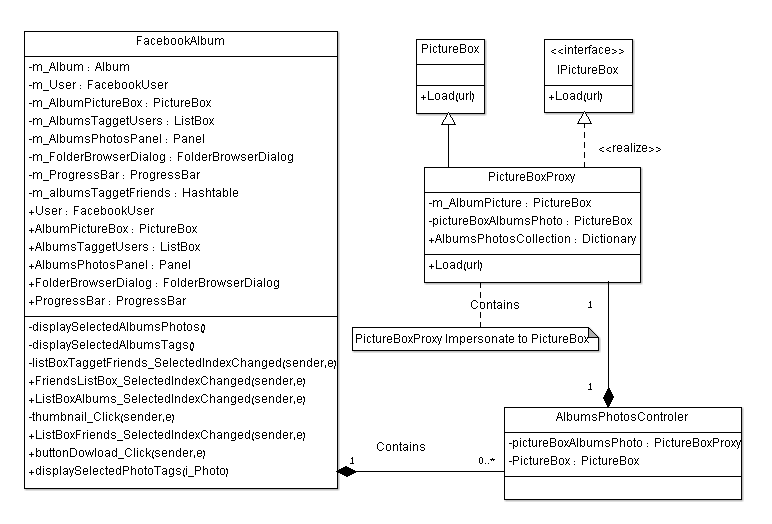 FacebookAlbum
-m_Album : Album
-m_User : FacebookUser
-m_AlbumPictureBox : PictureBox
-m_AlbumsTaggetUsers : ListBox
-m_AlbumsPhotosPanel : Panel
-m_FolderBrowserDialog : FolderBrowserDialog
-m_ProgressBar : ProgressBar
-m_albumsTaggetFriends : Hashtable
+User : FacebookUser
+AlbumPictureBox : PictureBox
+AlbumsTaggetUsers : ListBox
+AlbumsPhotosPanel : Panel
+FolderBrowserDialog : FolderBrowserDialog
+ProgressBar : ProgressBar
-displaySelectedAlbumsPhotos()
-displaySelectedAlbumsTags()
-listBoxTaggetFriends_SelectedIndexChanged(sender,e)
+FriendsListBox_SelectedIndexChanged(sender,e)
+ListBoxAlbums_SelectedIndexChanged(sender,e)
-thumbnail_Click(sender,e)
+ListBoxFriends_SelectedIndexChanged(sender,e)
+buttonDowload_Click(sender,e)
+displaySelectedPhotoTags(i_Photo)
PictureBox
+Load(url)
<<interface>>
IPictureBox
+Load(url)
<<realize>>
PictureBoxProxy
-m_AlbumPicture : PictureBox
-pictureBoxAlbumsPhoto : PictureBox
+AlbumsPhotosCollection : Dictionary
+Load(url)
Contains
1
PictureBoxProxy Impersonate to PictureBox
1
AlbumsPhotosControler
-pictureBoxAlbumsPhoto : PictureBoxProxy
-PictureBox : PictureBox
Contains
1
0..*